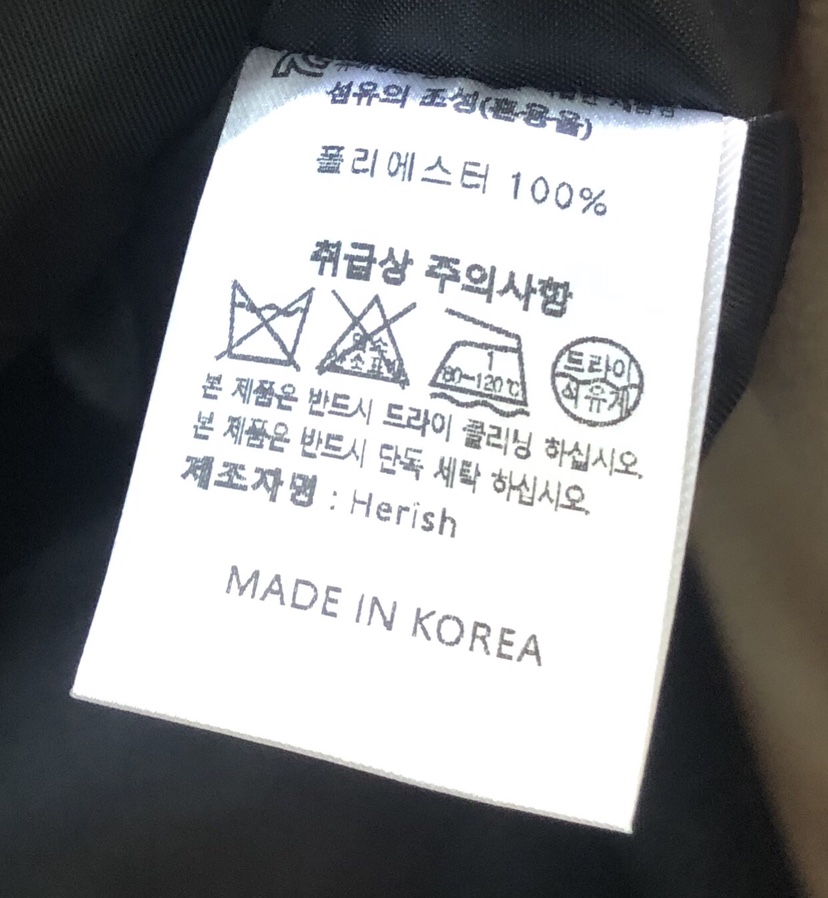 섬유의 조성(혼용율)
폴리에스터 100%
취급상 주의사항
염소
산소표백
1
80~120℃
드라이
석유계
본 제품은 반드시 드라이 클리닝 하십시오.
본 제품은 반드시 단독 세탁 하십시오.
제조자명 : Herish
MADE IN KOREA